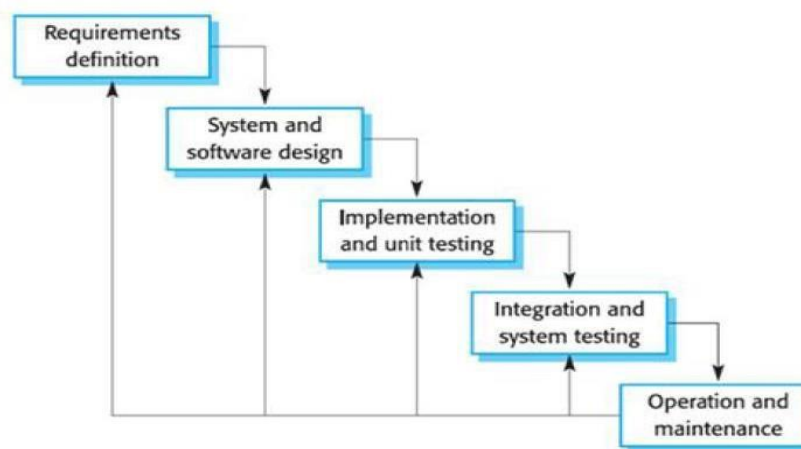 Requirements
definition
System and
software design
Implementation
and unit testing
Integration and
system testing
Operation and
maintenance